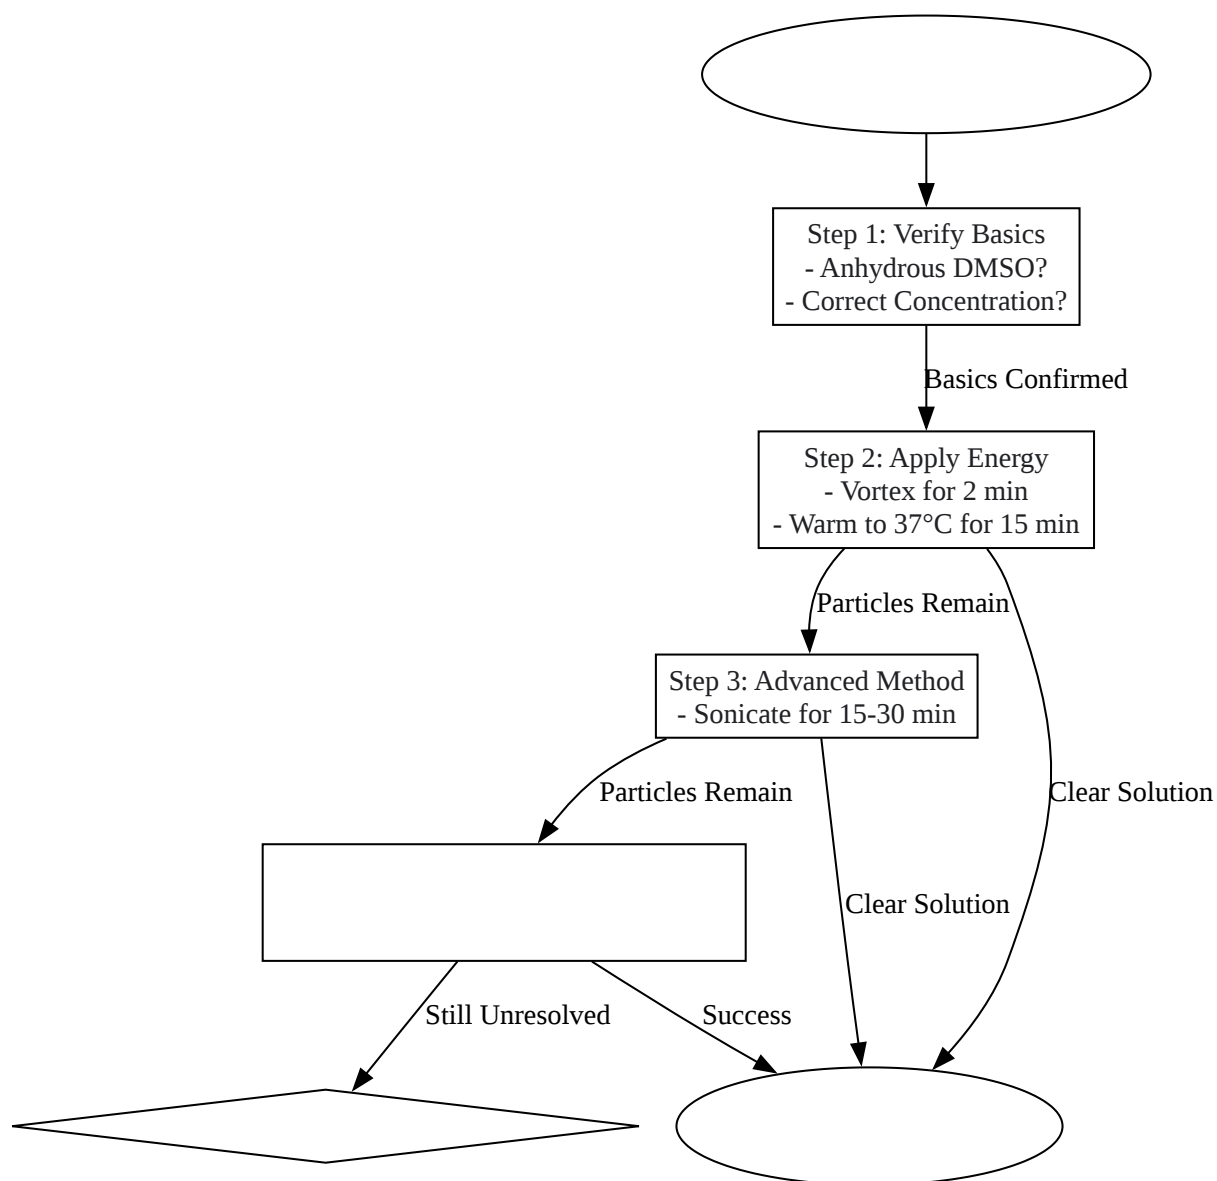 Step 1: Verify Basics
- Anhydrous DMSO?
- Correct Concentration?
Basics Confirmed
Step 2: Apply Energy
- Vortex for 2 min
- Warm to 37°C for 15 min
Particles Remain
Step 3: Advanced Method
- Sonicate for 15-30 min
Particles Remain
Clear Solution
Clear Solution
Still Unresolved
Success